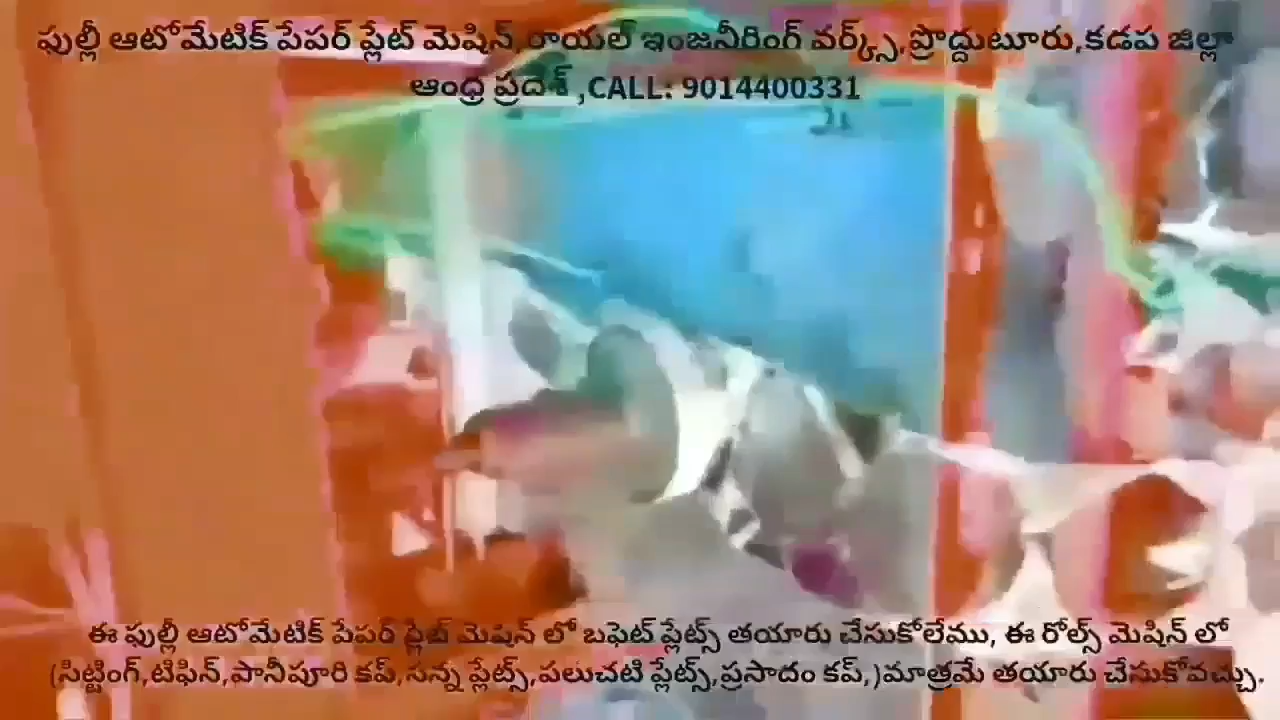 ఫుల్లీ ఆటోమేటిక్ పేపర్ ప్లేట్ మెషిన్,రాయల్ ఇంజనీరింగ్ వర్క్స్,ప్రొద్దుటూరు,కడప జిల్లా
ఆంధ్ర ప్రదేశ్ ,CALL: 9014400331
ఈ ఫుల్లీ ఆటోమేటిక్ పేపర్ ప్లేట్ మెషిన్ లో బఫెట్ ప్లేట్స్ తయారు చేసుకోలేము, ఈ రోల్స్ మెషిన్ లో
(సిట్టింగ్,టిఫిన్,పానీపూరి కప్,సన్న ప్లేట్స్,పలుచటి ప్లేట్స్,ప్రసాదం కప్,)మాత్రమే తయారు చేసుకోవచ్చు.